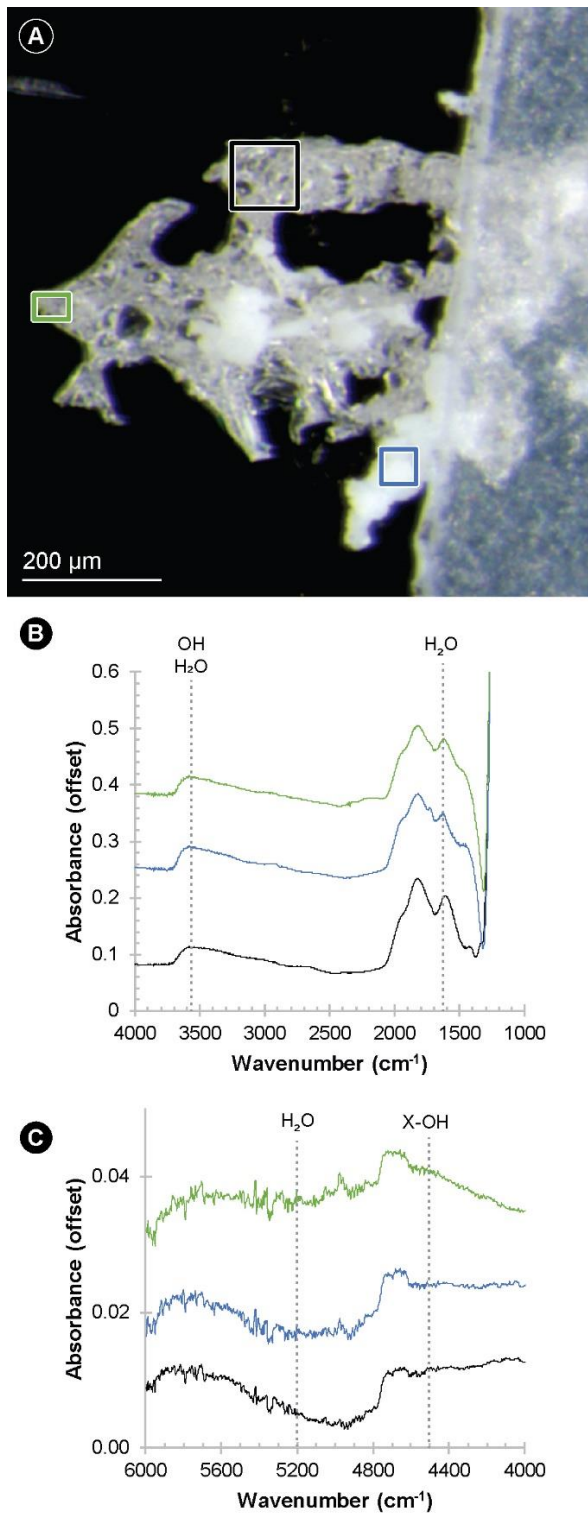 A
200 µm
B
OH
H₂O
H₂O
0.6
0.5
0.4
0.3
0.2
0.1
0
Absorbance (offset)
4000 3500 3000 2500 2000 1500 1000
Wavenumber (cm⁻¹)
C
H₂O
X-OH
0.04
0.02
0.00
Absorbance (offset)
6000 5600 5200 4800 4400 4000
Wavenumber (cm⁻¹)